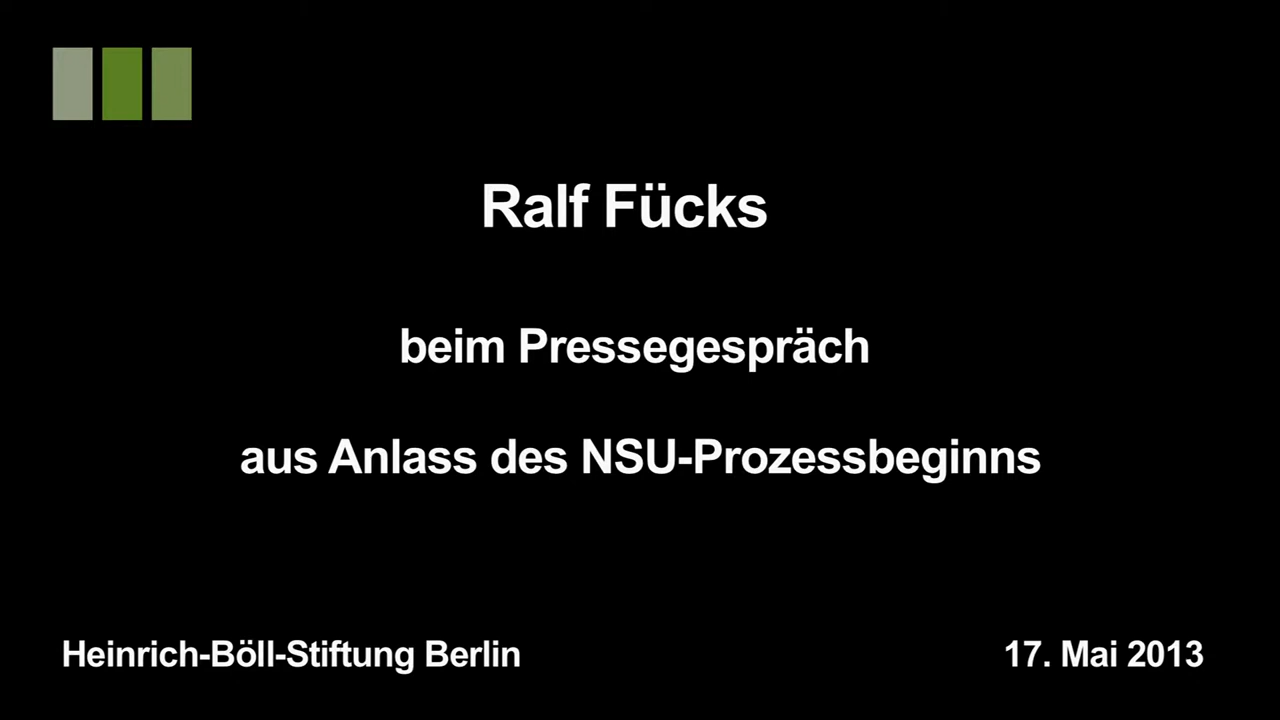 Ralf Fücks
beim Pressegespräch
aus Anlass des NSU-Prozessbeginns
Heinrich-Böll-Stiftung Berlin
17. Mai 2013